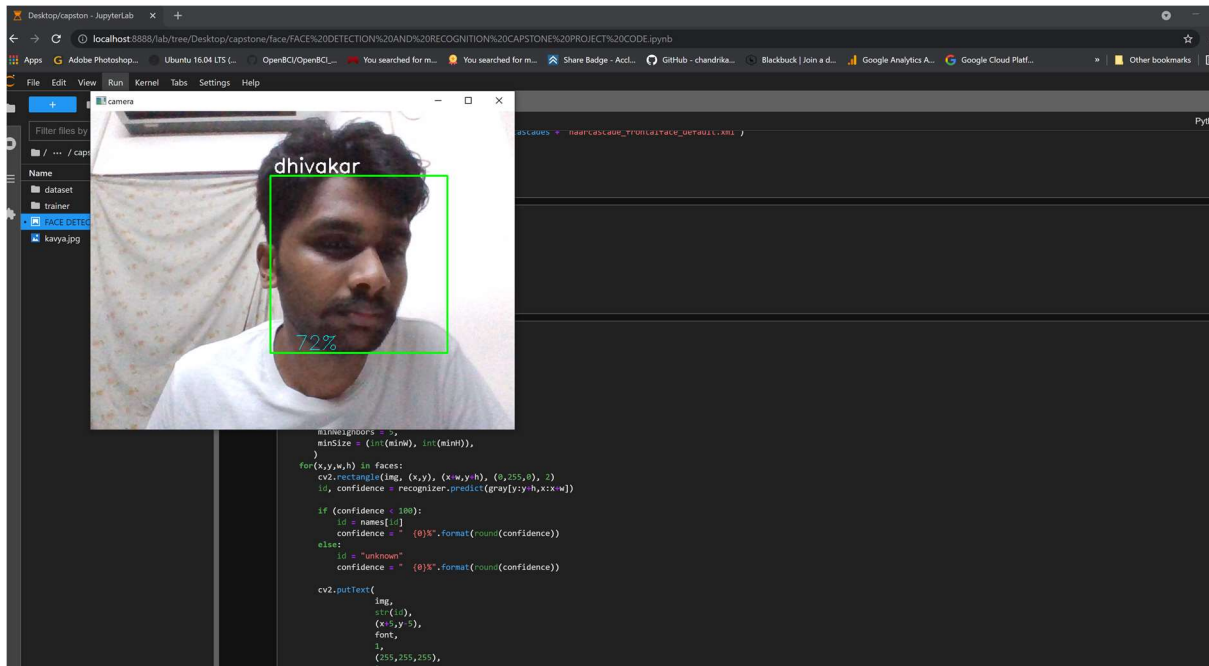 Desktop/capston - JupyterLab
localhost:8888/lab/tree/Desktop/capstone/face/FACE%20DETECTION%20AND%20RECOGNITION%20CAPSTONE%20PROJECT%20CODE.ipynb
Apps Adobe Photoshop... Ubuntu 16.04 LTS (... OpenBCI/OpenBCI_... You searched for m... You searched for m... Share Badge - Accl... GitHub - chandrika... Blackbuck | Join a d... Google Analytics A... Google Cloud Platf... » Other bookmarks
File Edit View Run Kernel Tabs Settings Help
camera
Filter files by
/ ... / caps
Name
dataset
trainer
FACE DETEC
kavya.jpg
dhivakar
72%
ascades + 'haarcascade_frontalface_default.xml')
minNeighbors = 5,
minSize = (int(minW), int(minH)),
)
for(x,y,w,h) in faces:
cv2.rectangle(img, (x,y), (x+w,y+h), (0,255,0), 2)
id, confidence = recognizer.predict(gray[y:y+h,x:x+w])
if (confidence < 100):
id = names[id]
confidence = "  {0}%".format(round(confidence))
else:
id = "unknown"
confidence = "  {0}%".format(round(confidence))
cv2.putText(
img,
str(id),
(x+5,y-5),
font,
1,
(255,255,255),